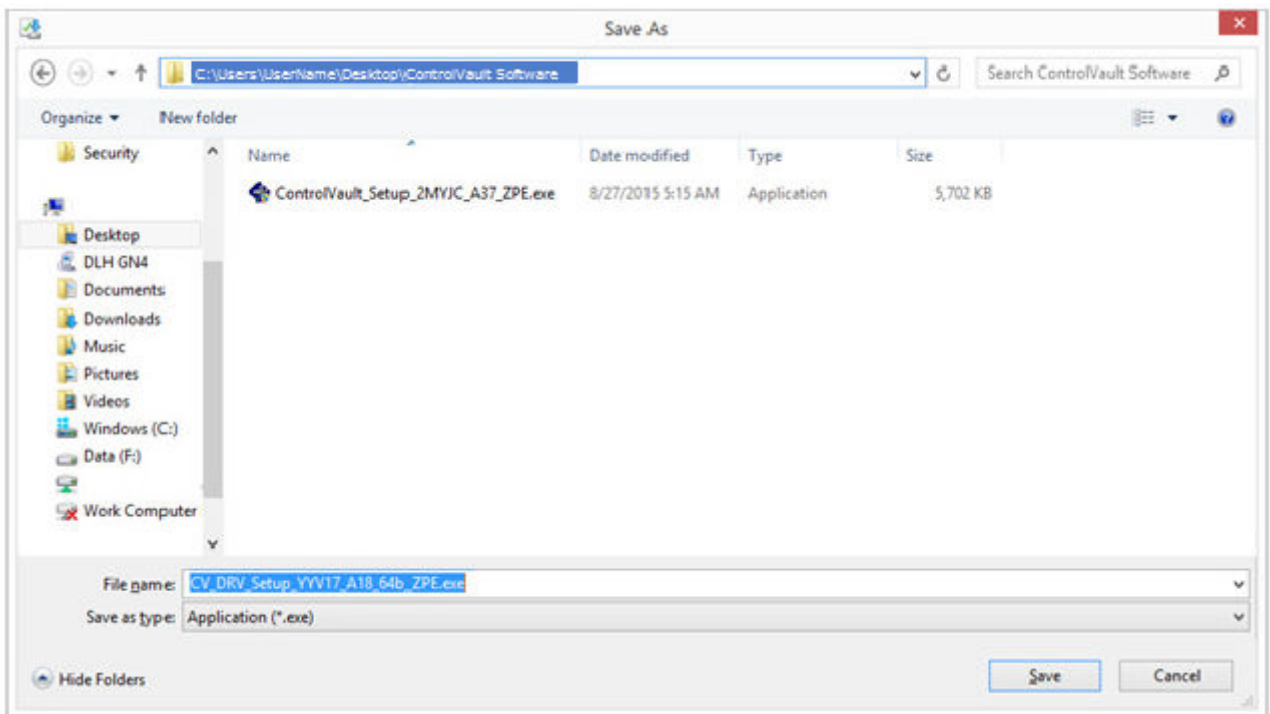 Save As
C:\Users\UserName\Desktop\ControlVault Software
Search ControlVault Software
Organize
New folder
Name
Date modified
Type
Size
Security
ControlVault_Setup_2MYJC_A37_ZPE.exe
8/27/2015 5:15 AM
Application
5,702 KB
Desktop
DLH GN4
Documents
Downloads
Music
Pictures
Videos
Windows (C:)
Data (F:)
Work Computer
File name:
CV_DRV_Setup_YYV17_A18_64b_ZPE.exe
Save as type:
Application (*.exe)
Hide Folders
Save
Cancel